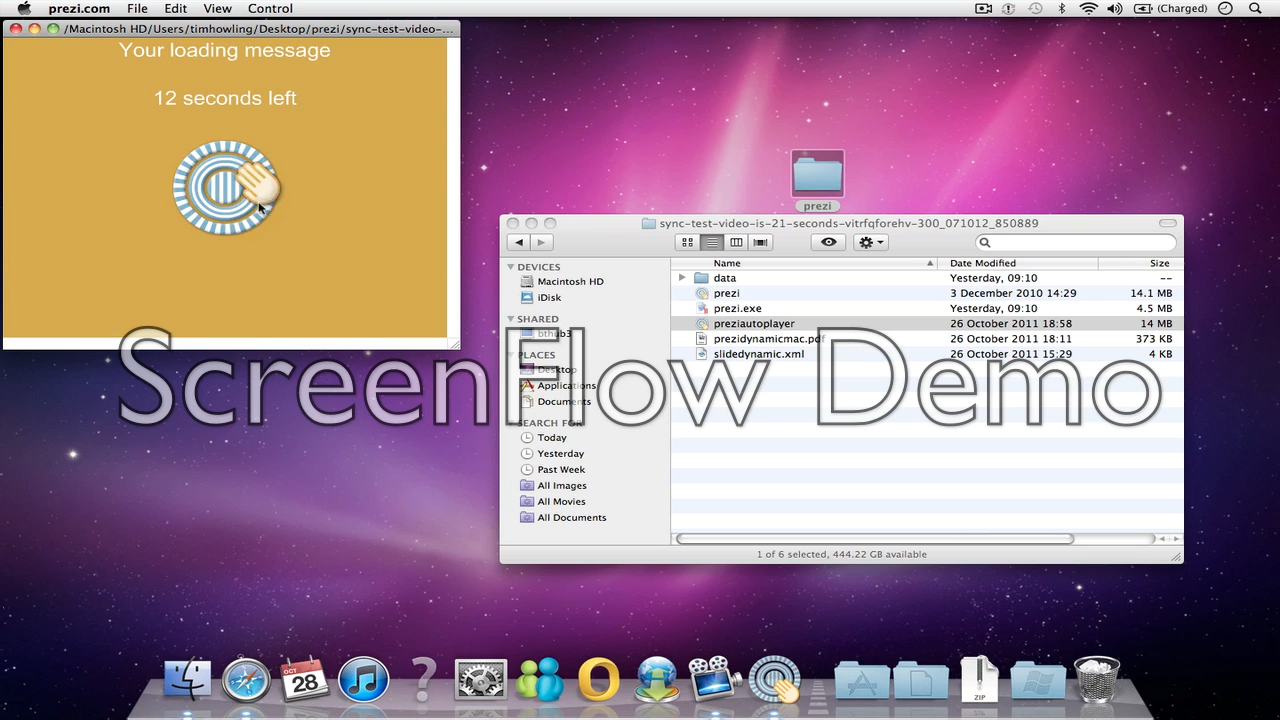 prezi.com File Edit View Control
(Charged)
/Macintosh HD/Users/timhowling/Desktop/prezi/sync-test-video-...
Your loading message
12 seconds left
prezi
sync-test-video-is-21-seconds-vitrfqforehv-300_071012_850889
Name Date Modified Size
DEVICES
Macintosh HD
iDisk
SHARED
bthub3
PLACES
Desktop
Applications
Documents
SEARCH FOR
Today
Yesterday
Past Week
All Images
All Movies
All Documents
data Yesterday, 09:10 --
prezi 3 December 2010 14:29 14.1 MB
prezi.exe Yesterday, 09:10 4.5 MB
preziautoplayer 26 October 2011 18:58 14 MB
prezidynamicmac.pdf 26 October 2011 18:11 373 KB
slidedynamic.xml 26 October 2011 15:29 4 KB
ScreenFlow Demo
1 of 6 selected, 444.22 GB available
OCT
28
?
ZIP